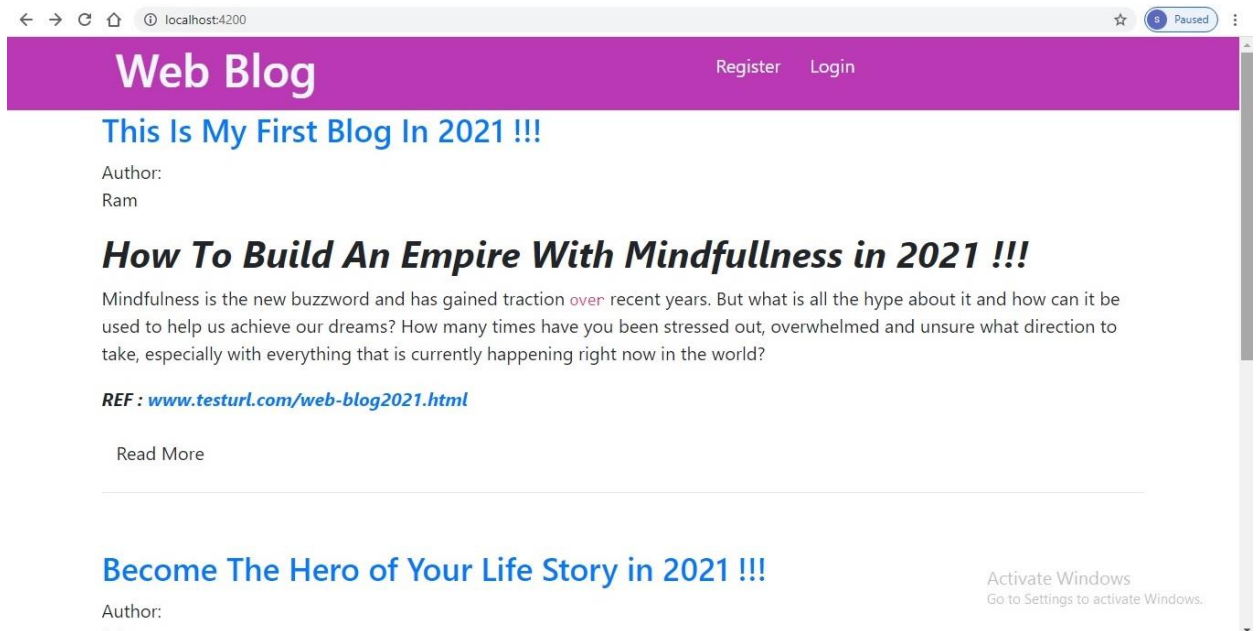 localhost:4200
S Paused
Web Blog
Register Login
This Is My First Blog In 2021 !!!
Author:
Ram
How To Build An Empire With Mindfullness in 2021 !!!
Mindfulness is the new buzzword and has gained traction over recent years. But what is all the hype about it and how can it be
used to help us achieve our dreams? How many times have you been stressed out, overwhelmed and unsure what direction to
take, especially with everything that is currently happening right now in the world?
REF : www.testurl.com/web-blog2021.html
Read More
Become The Hero of Your Life Story in 2021 !!!
Author:
Activate Windows
Go to Settings to activate Windows.